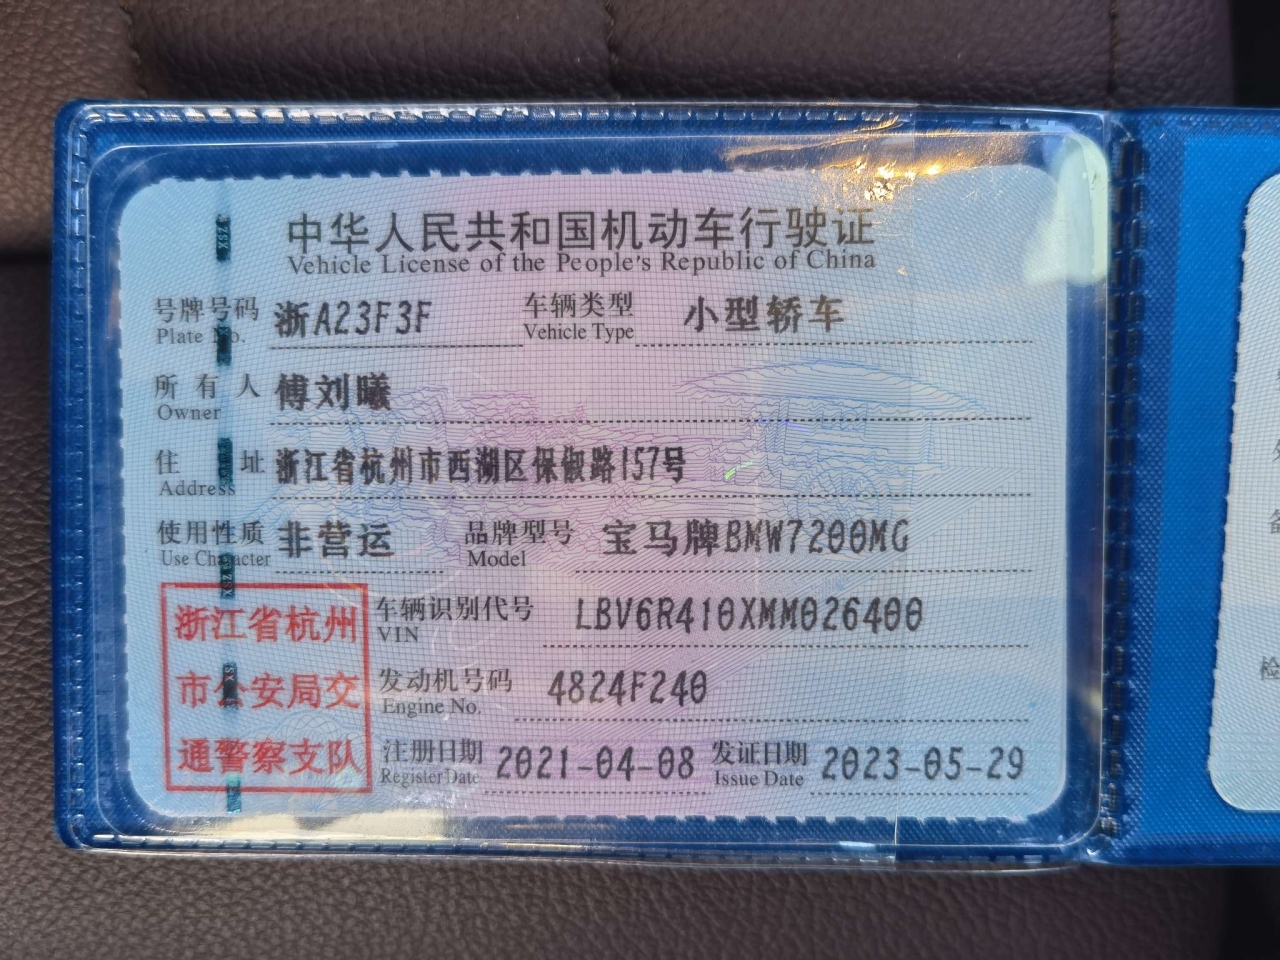 中华人民共和国机动车行驶证
Vehicle License of the People's Republic of China
号牌号码 浙A23F3F 车辆类型 小型轿车
Plate No. Vehicle Type
所有人 傅刘曦
Owner
住址 浙江省杭州市西湖区保俶路157号
Address
使用性质 非营运 品牌型号 宝马牌BMW7200MG
Use Character Model
浙江省杭州
市公安局交
通警察支队
车辆识别代号 LBV6R410XMM026400
VIN
发动机号码 4824F240
Engine No.
注册日期 2021-04-08 发证日期 2023-05-29
Register Date Issue Date
检